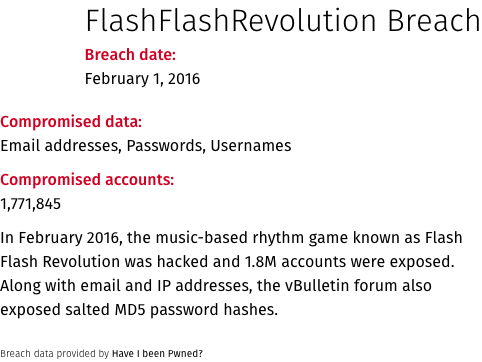 FlashFlashRevolution Breach
Breach date:
February 1, 2016
Compromised data:
Email addresses, Passwords, Usernames
Compromised accounts:
1,771,845
In February 2016, the music-based rhythm game known as Flash
Flash Revolution was hacked and 1.8M accounts were exposed.
Along with email and IP addresses, the vBulletin forum also
exposed salted MD5 password hashes.
Breach data provided by Have I been Pwned?